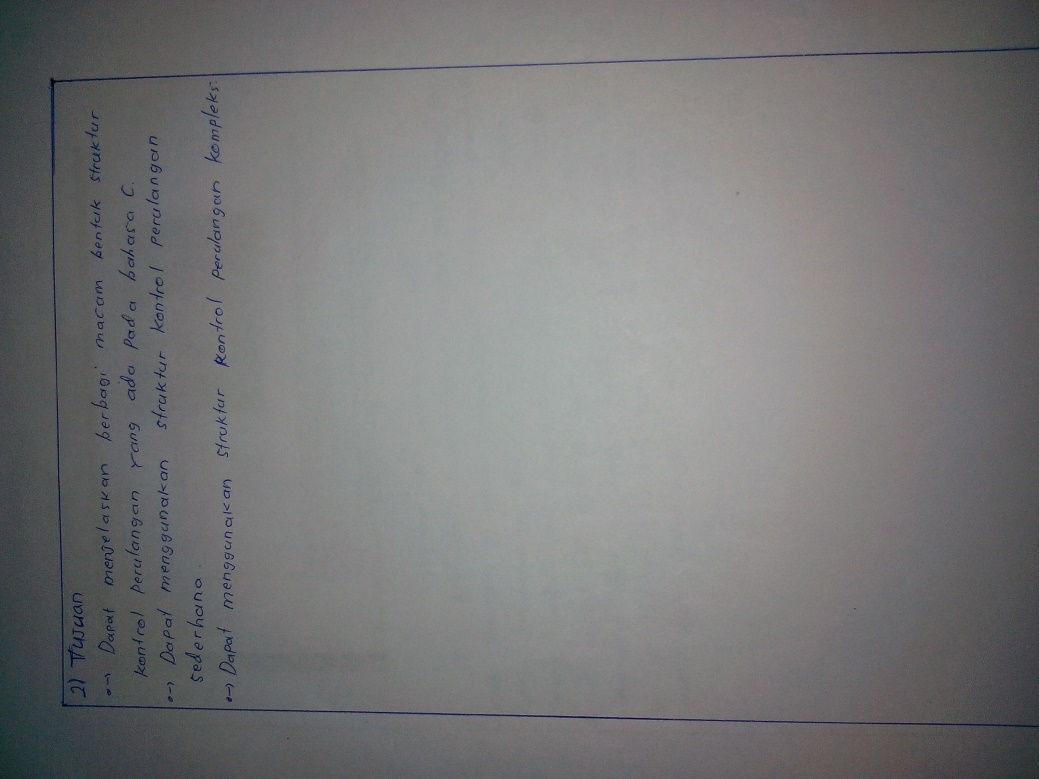 2) Tujuan
•→ Dapat menjelaskan berbagi macam bentuk struktur
kontrol perulangan yang ada pada bahasa C.
•→ Dapat menggunakan struktur kontrol perulangan
sederhana.
•→ Dapat menggunakan struktur kontrol perulangan kompleks.